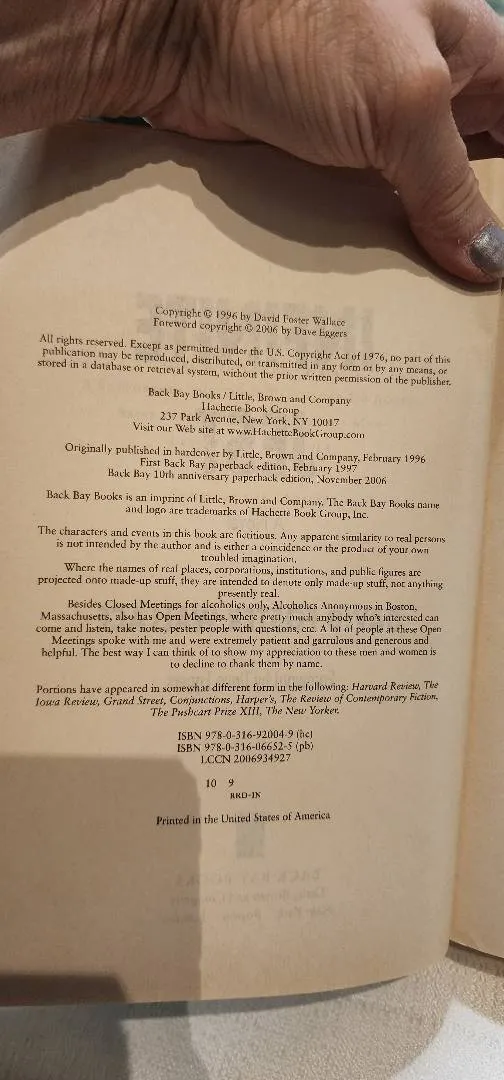 Copyright © 1996 by David Foster Wallace
Foreword copyright © 2006 by Dave Eggers
All rights reserved. Except as permitted under the U.S. Copyright Act of 1976, no part of this
publication may be reproduced, distributed, or transmitted in any form or by any means, or
stored in a database or retrieval system, without the prior written permission of the publisher.
Back Bay Books / Little, Brown and Company
Hachette Book Group
237 Park Avenue, New York, NY 10017
Visit our Web site at www.HachetteBookGroup.com
Originally published in hardcover by Little, Brown and Company, February 1996
First Back Bay paperback edition, February 1997
Back Bay 10th anniversary paperback edition, November 2006
Back Bay Books is an imprint of Little, Brown and Company. The Back Bay Books name
and logo are trademarks of Hachette Book Group, Inc.
The characters and events in this book are fictitious. Any apparent similarity to real persons
is not intended by the author and is either a coincidence or the product of your own
troubled imagination.
Where the names of real places, corporations, institutions, and public figures are
projected onto made-up stuff, they are intended to denote only made-up stuff, not anything
presently real.
Besides Closed Meetings for alcoholics only, Alcoholics Anonymous in Boston,
Massachusetts, also has Open Meetings, where pretty much anybody who's interested can
come and listen, take notes, pester people with questions, etc. A lot of people at these Open
Meetings spoke with me and were extremely patient and garrulous and generous and
helpful. The best way I can think of to show my appreciation to these men and women is
to decline to thank them by name.
Portions have appeared in somewhat different form in the following: Harvard Review, The
Iowa Review, Grand Street, Conjunctions, Harper's, The Review of Contemporary Fiction,
The Pushcart Prize XIII, The New Yorker.
ISBN 978-0-316-92004-9 (hc)
ISBN 978-0-316-06652-5 (pb)
LCCN 2006934927
10 9
RRD-IN
Printed in the United States of America